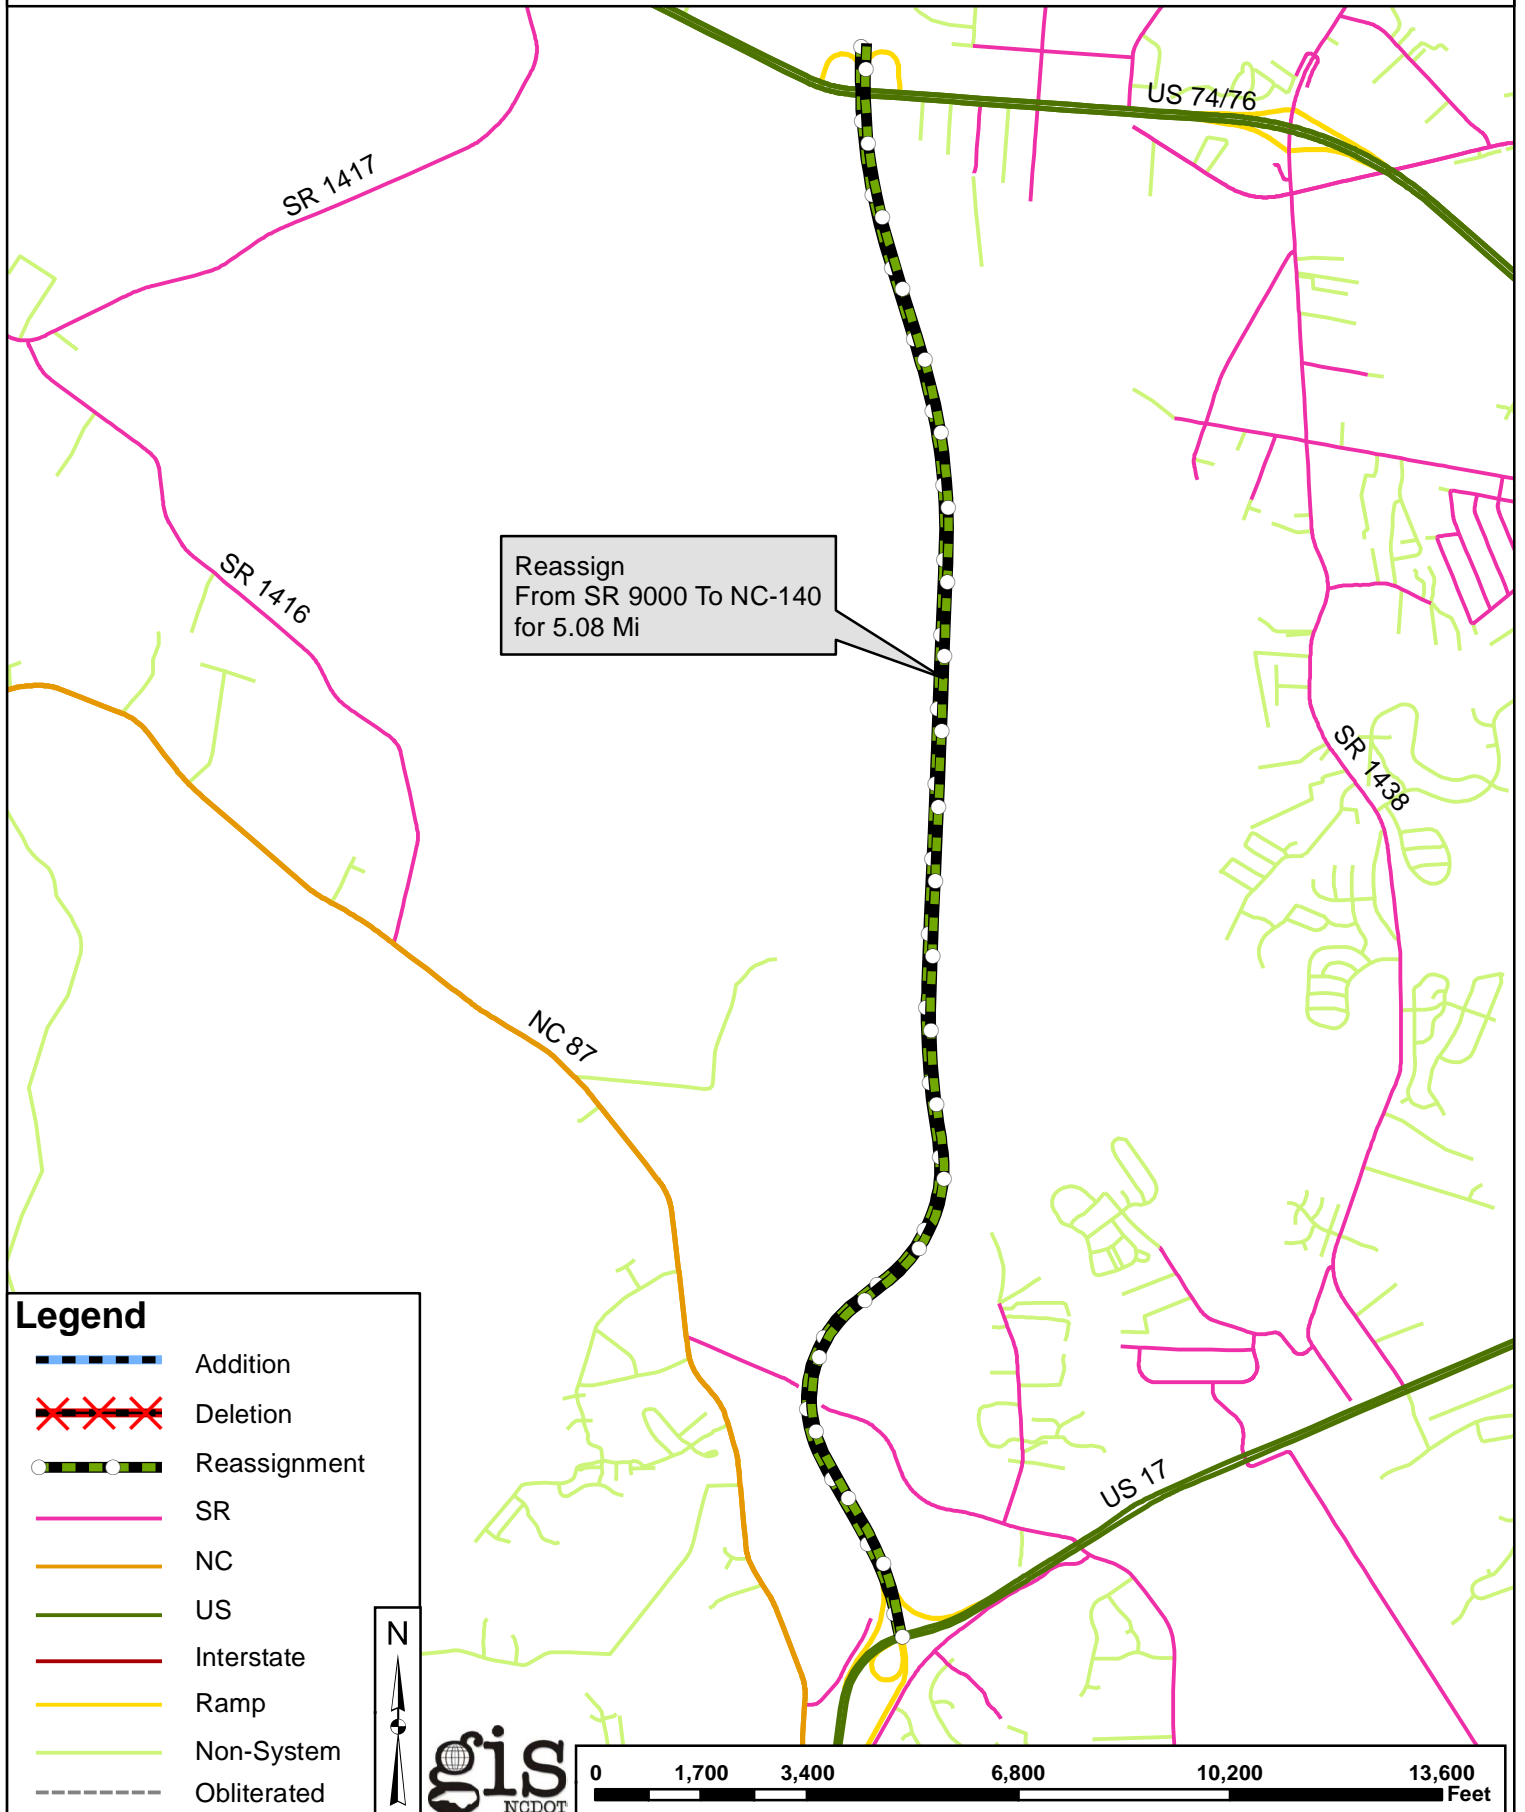 US 74/76
SR 1417
SR 1416
Reassign
From SR 9000 To NC-140
for 5.08 Mi
SR 1438
NC 87
US 17
Legend
Addition
Deletion
Reassignment
SR
NC
US
Interstate
Ramp
Non-System
Obliterated
N
gis
NCDOT
0 1,700 3,400 6,800 10,200 13,600
Feet